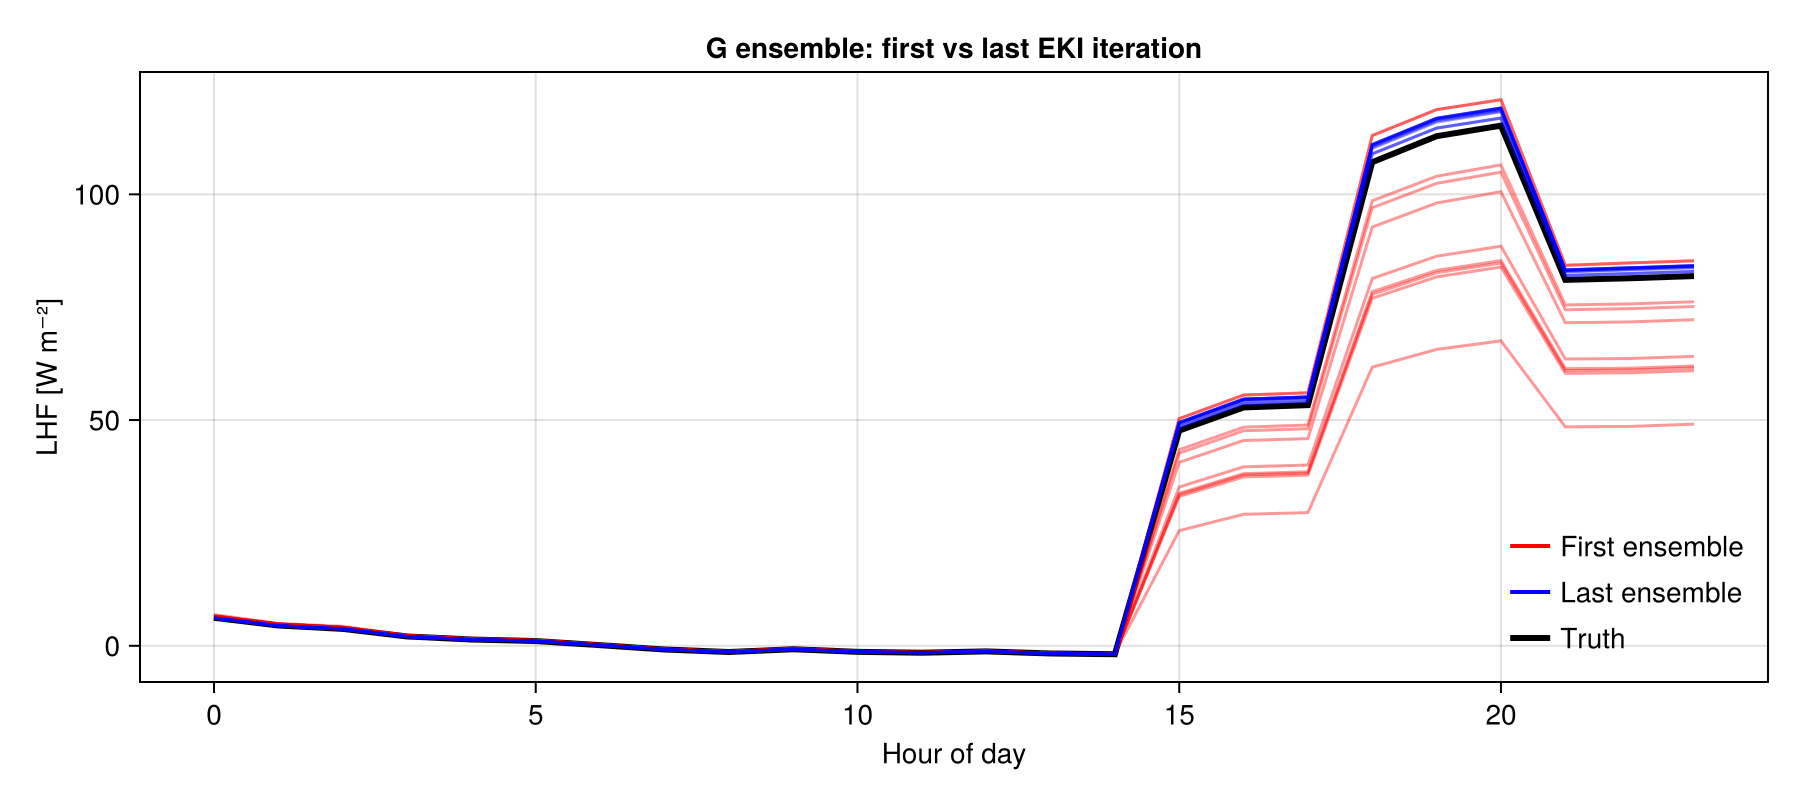 G ensemble: first vs last EKI iteration
LHF [W m⁻²]
100
50
0
0 5 10 15 20
Hour of day
First ensemble
Last ensemble
Truth